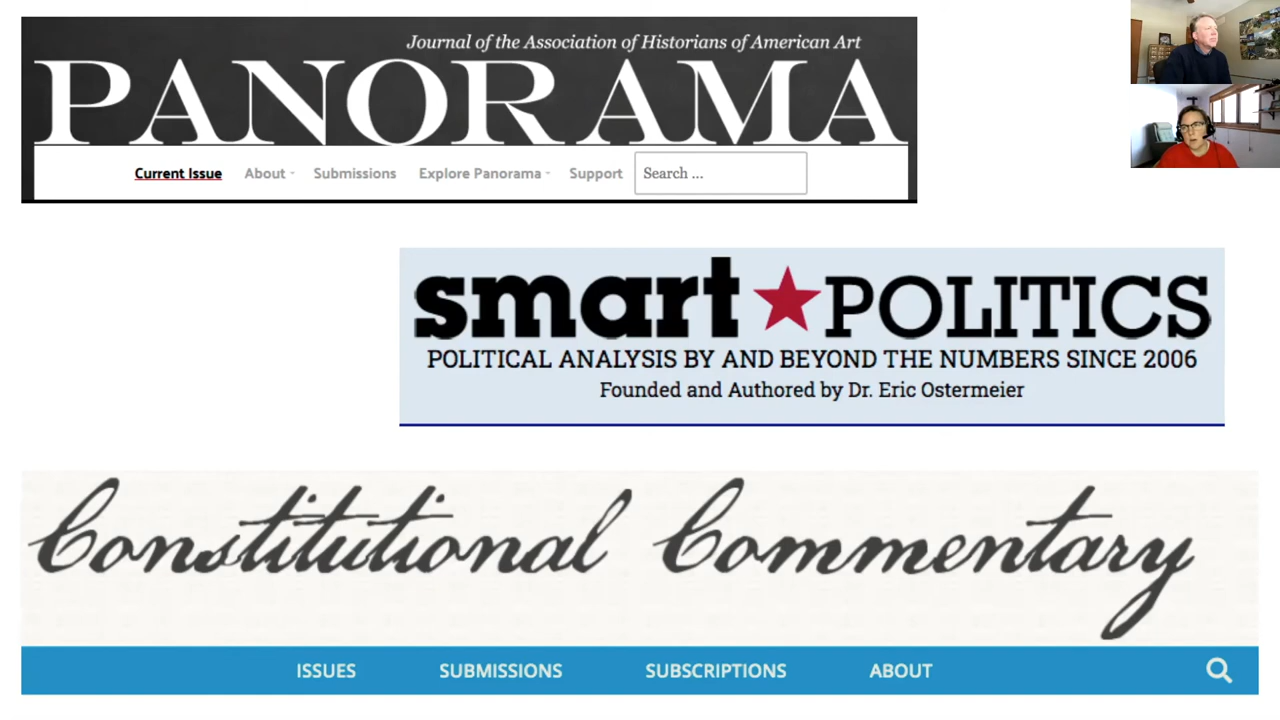 Journal of the Association of Historians of American Art
PANORAMA
Current Issue About Submissions Explore Panorama Support Search ...
smart POLITICS
POLITICAL ANALYSIS BY AND BEYOND THE NUMBERS SINCE 2006
Founded and Authored by Dr. Eric Ostermeier
Constitutional Commentary
ISSUES SUBMISSIONS SUBSCRIPTIONS ABOUT